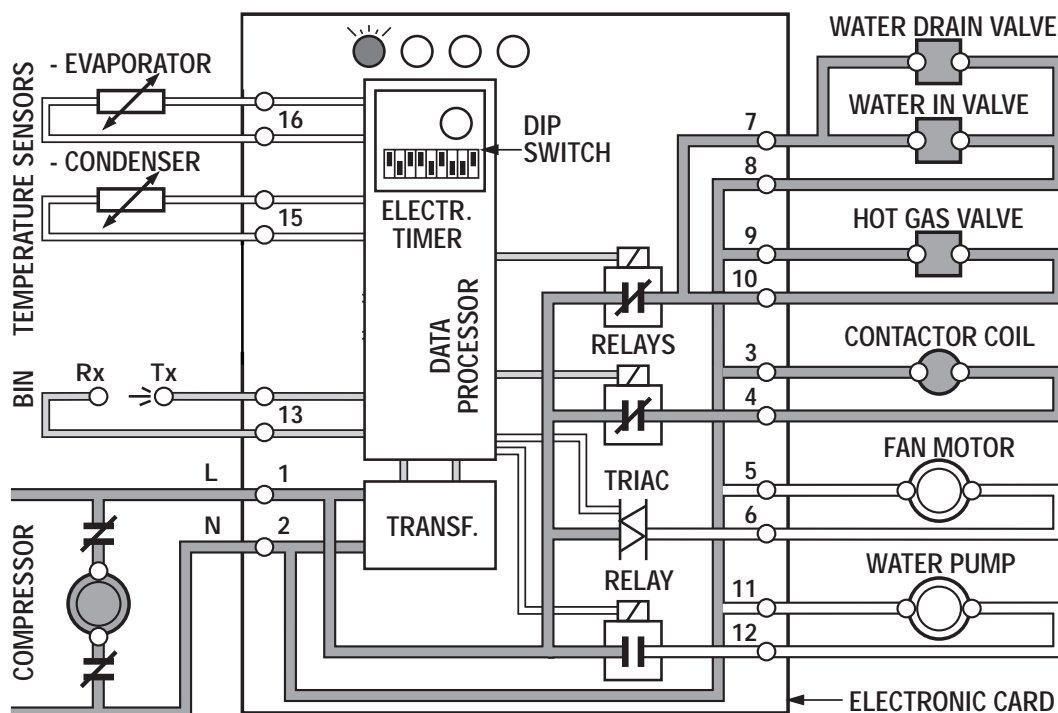 TEMPERATURE SENSORS
- EVAPORATOR
16
- CONDENSER
15
BIN
Rx
Tx
13
L
1
N
2
COMPRESSOR
DIP
SWITCH
ELECTR.
TIMER
DATA
PROCESSOR
TRANSF.
RELAYS
TRIAC
RELAY
WATER DRAIN VALVE
7
WATER IN VALVE
8
HOT GAS VALVE
9
10
CONTACTOR COIL
3
4
FAN MOTOR
5
6
WATER PUMP
11
12
ELECTRONIC CARD